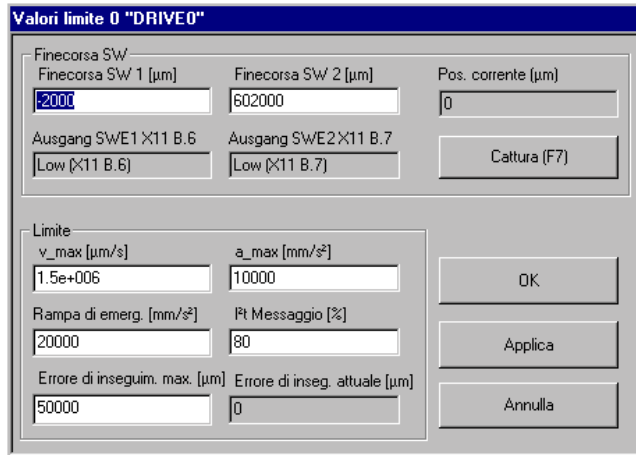 Valori limite 0 "DRIVE0"
Finecorsa SW
Finecorsa SW 1 [µm]
Finecorsa SW 2 [µm]
Pos. corrente (µm)
-2000
602000
0
Ausgang SWE1 X11 B.6
Ausgang SWE2 X11 B.7
Low (X11 B.6)
Low (X11 B.7)
Cattura (F7)
Limite
v_max [µm/s]
a_max [mm/s²]
1.5e+006
10000
OK
Rampa di emerg. [mm/s²]
I²t Messaggio [%]
20000
80
Applica
Errore di inseguim. max. [µm]
Errore di inseg. attuale [µm]
50000
0
Annulla